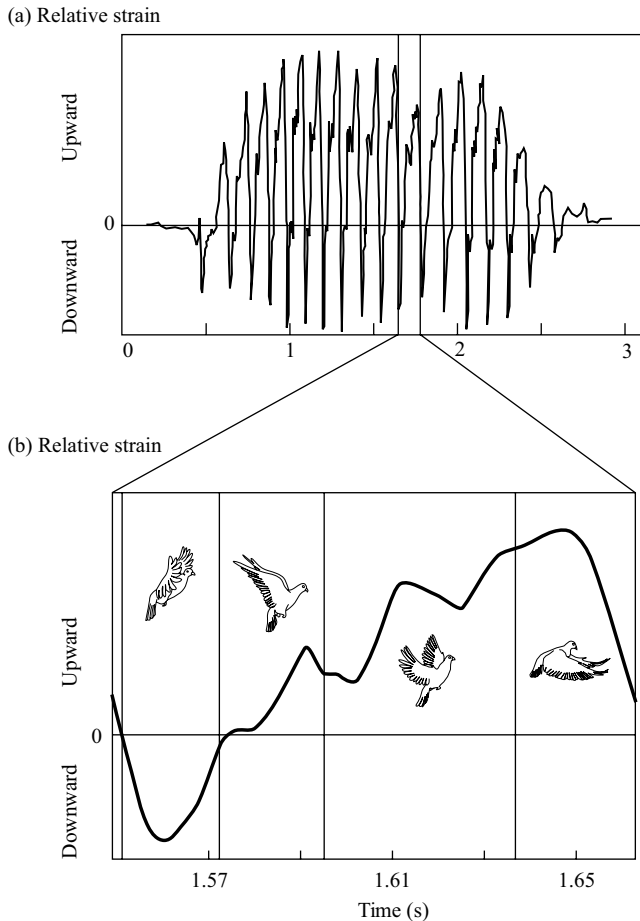 (a) Relative strain
Upward
0
Downward
0 1 2 3
(b) Relative strain
Upward
0
Downward
1.57 1.61 1.65
Time (s)